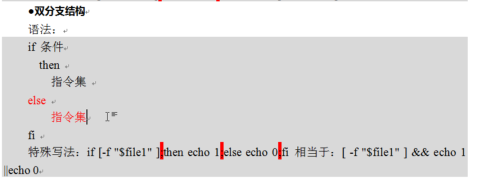 ●双分支结构
语法：
if 条件
then
指令集
else
指令集
fi
特殊写法：if [-f "$file1" ];then echo 1;else echo 0;fi 相当于：[ -f "$file1" ] && echo 1
||echo 0